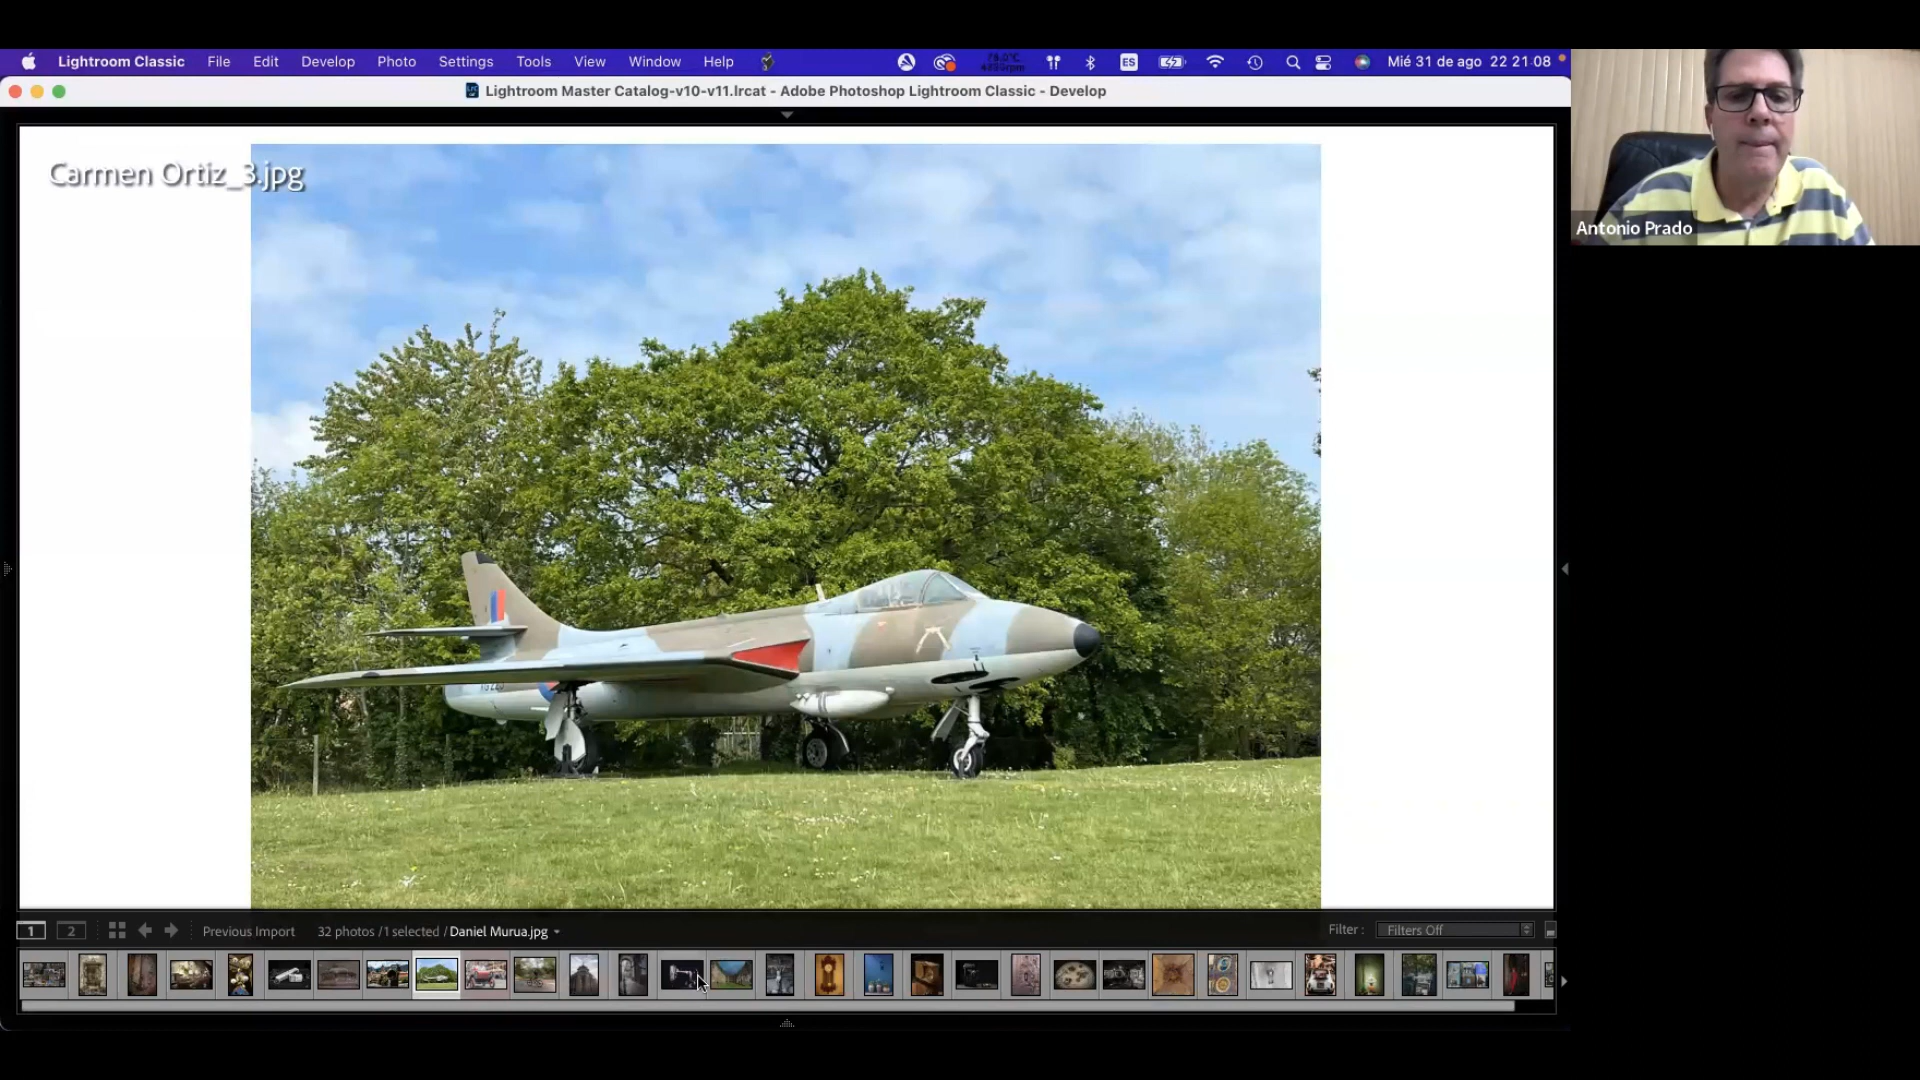 Lightroom Classic File Edit Develop Photo Settings Tools View Window Help ES Mié 31 de ago 22 21:08
Lightroom Master Catalog-v10-v11.lrcat - Adobe Photoshop Lightroom Classic - Develop
Carmen Ortiz_3.jpg
Antonio Prado
1 2 Previous Import 32 photos / 1 selected / Daniel Murua.jpg Filter : Filters Off